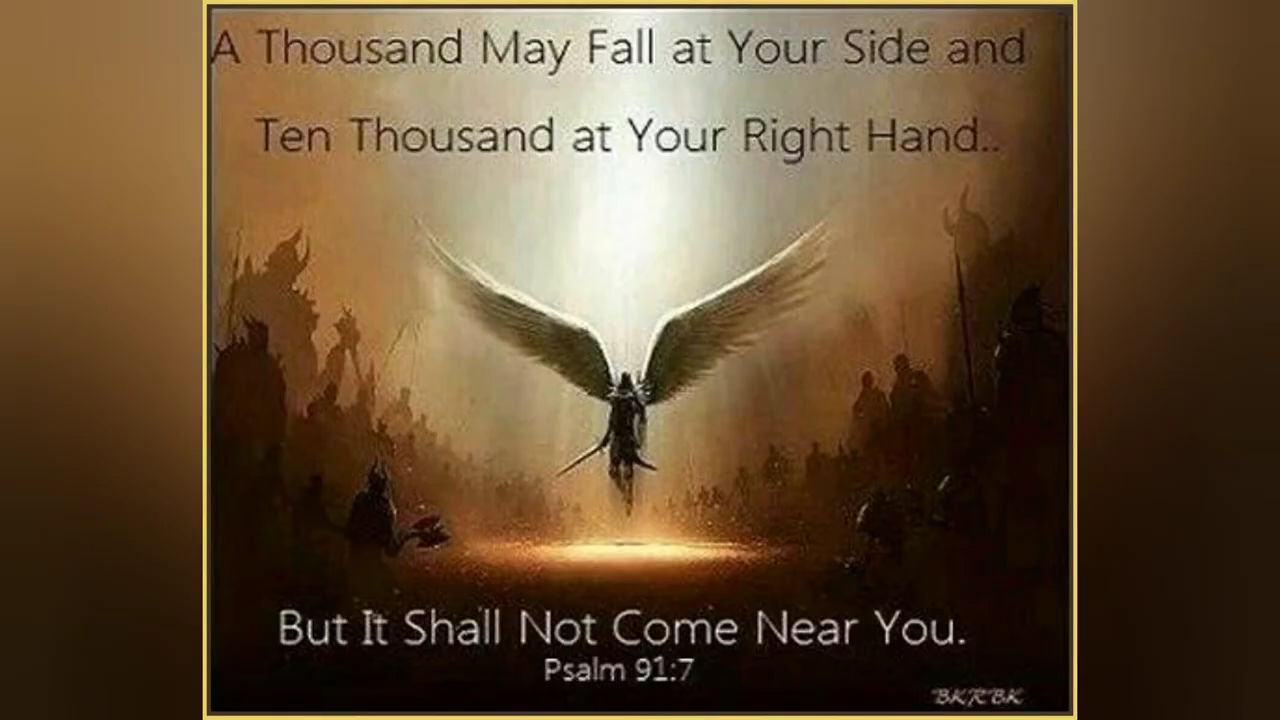 A Thousand May Fall at Your Side and
Ten Thousand at Your Right Hand..
But It Shall Not Come Near You.
Psalm 91:7
BKRBK